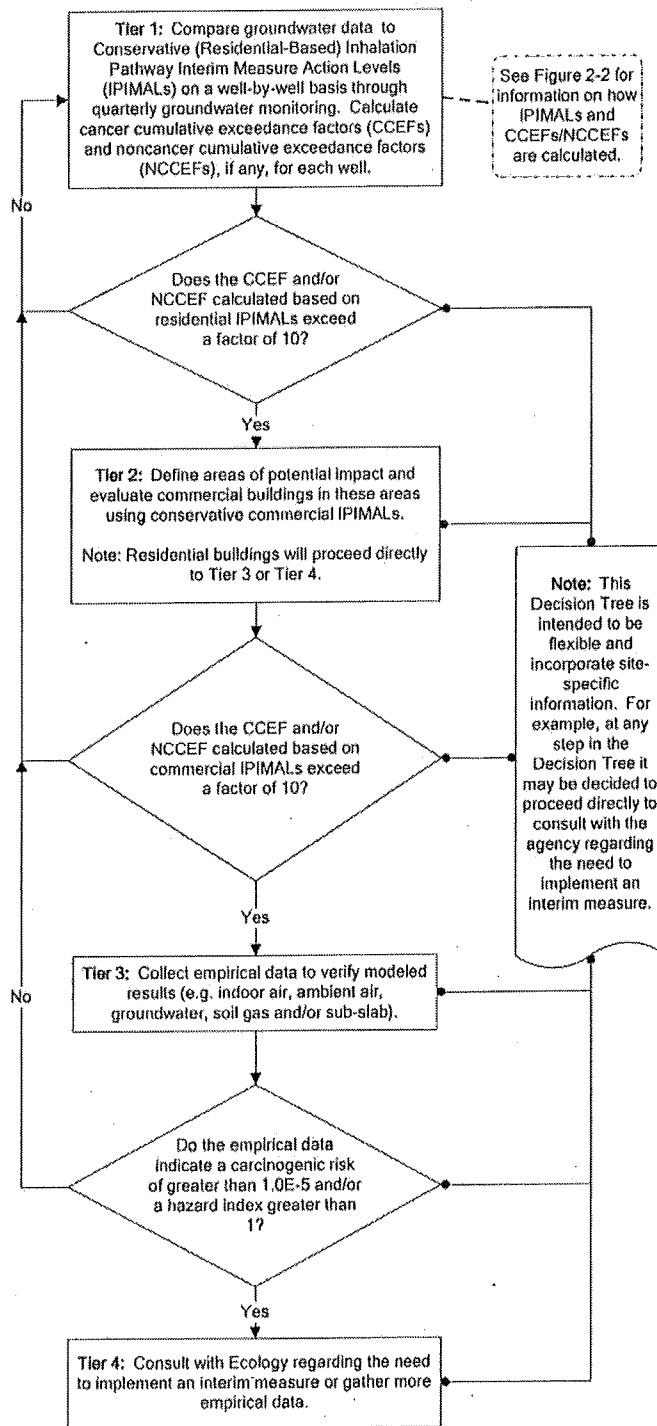 Tier 1: Compare groundwater data to
Conservative (Residential-Based) Inhalation
Pathway Interim Measure Action Levels
(IPIMALs) on a well-by-well basis through
quarterly groundwater monitoring. Calculate
cancer cumulative exceedance factors (CCEFs)
and noncancer cumulative exceedance factors
(NCCEFs), if any, for each well.
See Figure 2-2 for
information on how
IPIMALs and
CCEFs/NCCEFs
are calculated.
No
Does the CCEF and/or
NCCEF calculated based on
residential IPIMALs exceed
a factor of 10?
Yes
Tier 2: Define areas of potential impact and
evaluate commercial buildings in these areas
using conservative commercial IPIMALs.
Note: Residential buildings will proceed directly
to Tier 3 or Tier 4.
Note: This
Decision Tree is
intended to be
flexible and
incorporate site-
specific
information. For
example, at any
step in the
Decision Tree it
may be decided to
proceed directly to
consult with the
agency regarding
the need to
implement an
interim measure.
Does the CCEF and/or
NCCEF calculated based on
commercial IPIMALs exceed
a factor of 10?
Yes
Tier 3: Collect empirical data to verify modeled
results (e.g. indoor air, ambient air,
groundwater, soil gas and/or sub-slab).
No
Do the empirical data
indicate a carcinogenic risk
of greater than 1.0E-5 and/or
a hazard index greater than
1?
Yes
Tier 4: Consult with Ecology regarding the need
to implement an interim measure or gather more
empirical data.